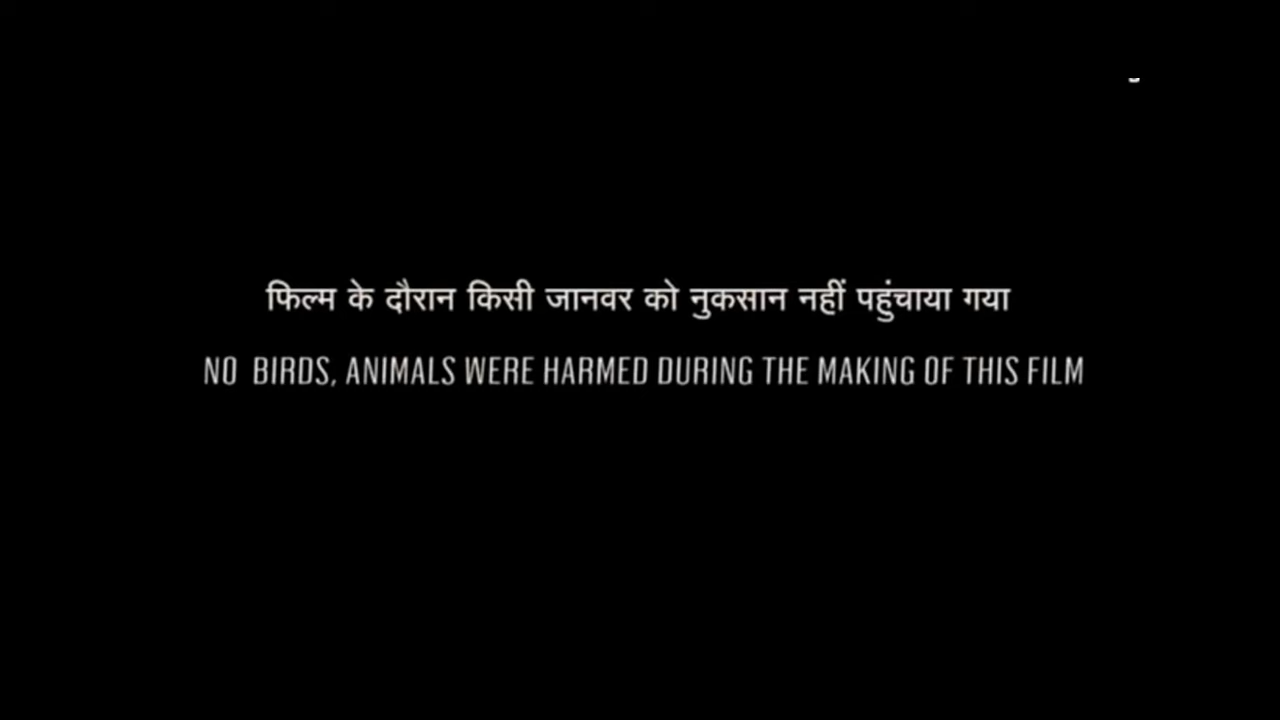 फिल्म के दौरान किसी जानवर को नुकसान नहीं पहुंचाया गया
NO BIRDS, ANIMALS WERE HARMED DURING THE MAKING OF THIS FILM